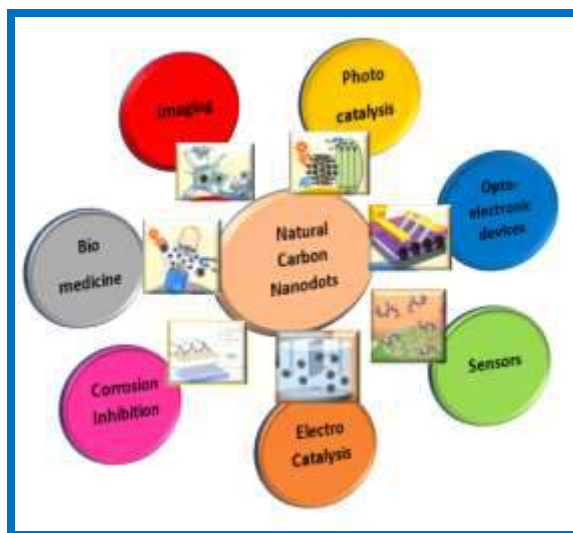 Imaging
Photo
catalysis
Opto-
electronic
devices
Bio
medicine
Natural
Carbon
Nanodots
Sensors
Corrosion
Inhibition
Electro
Catalysis